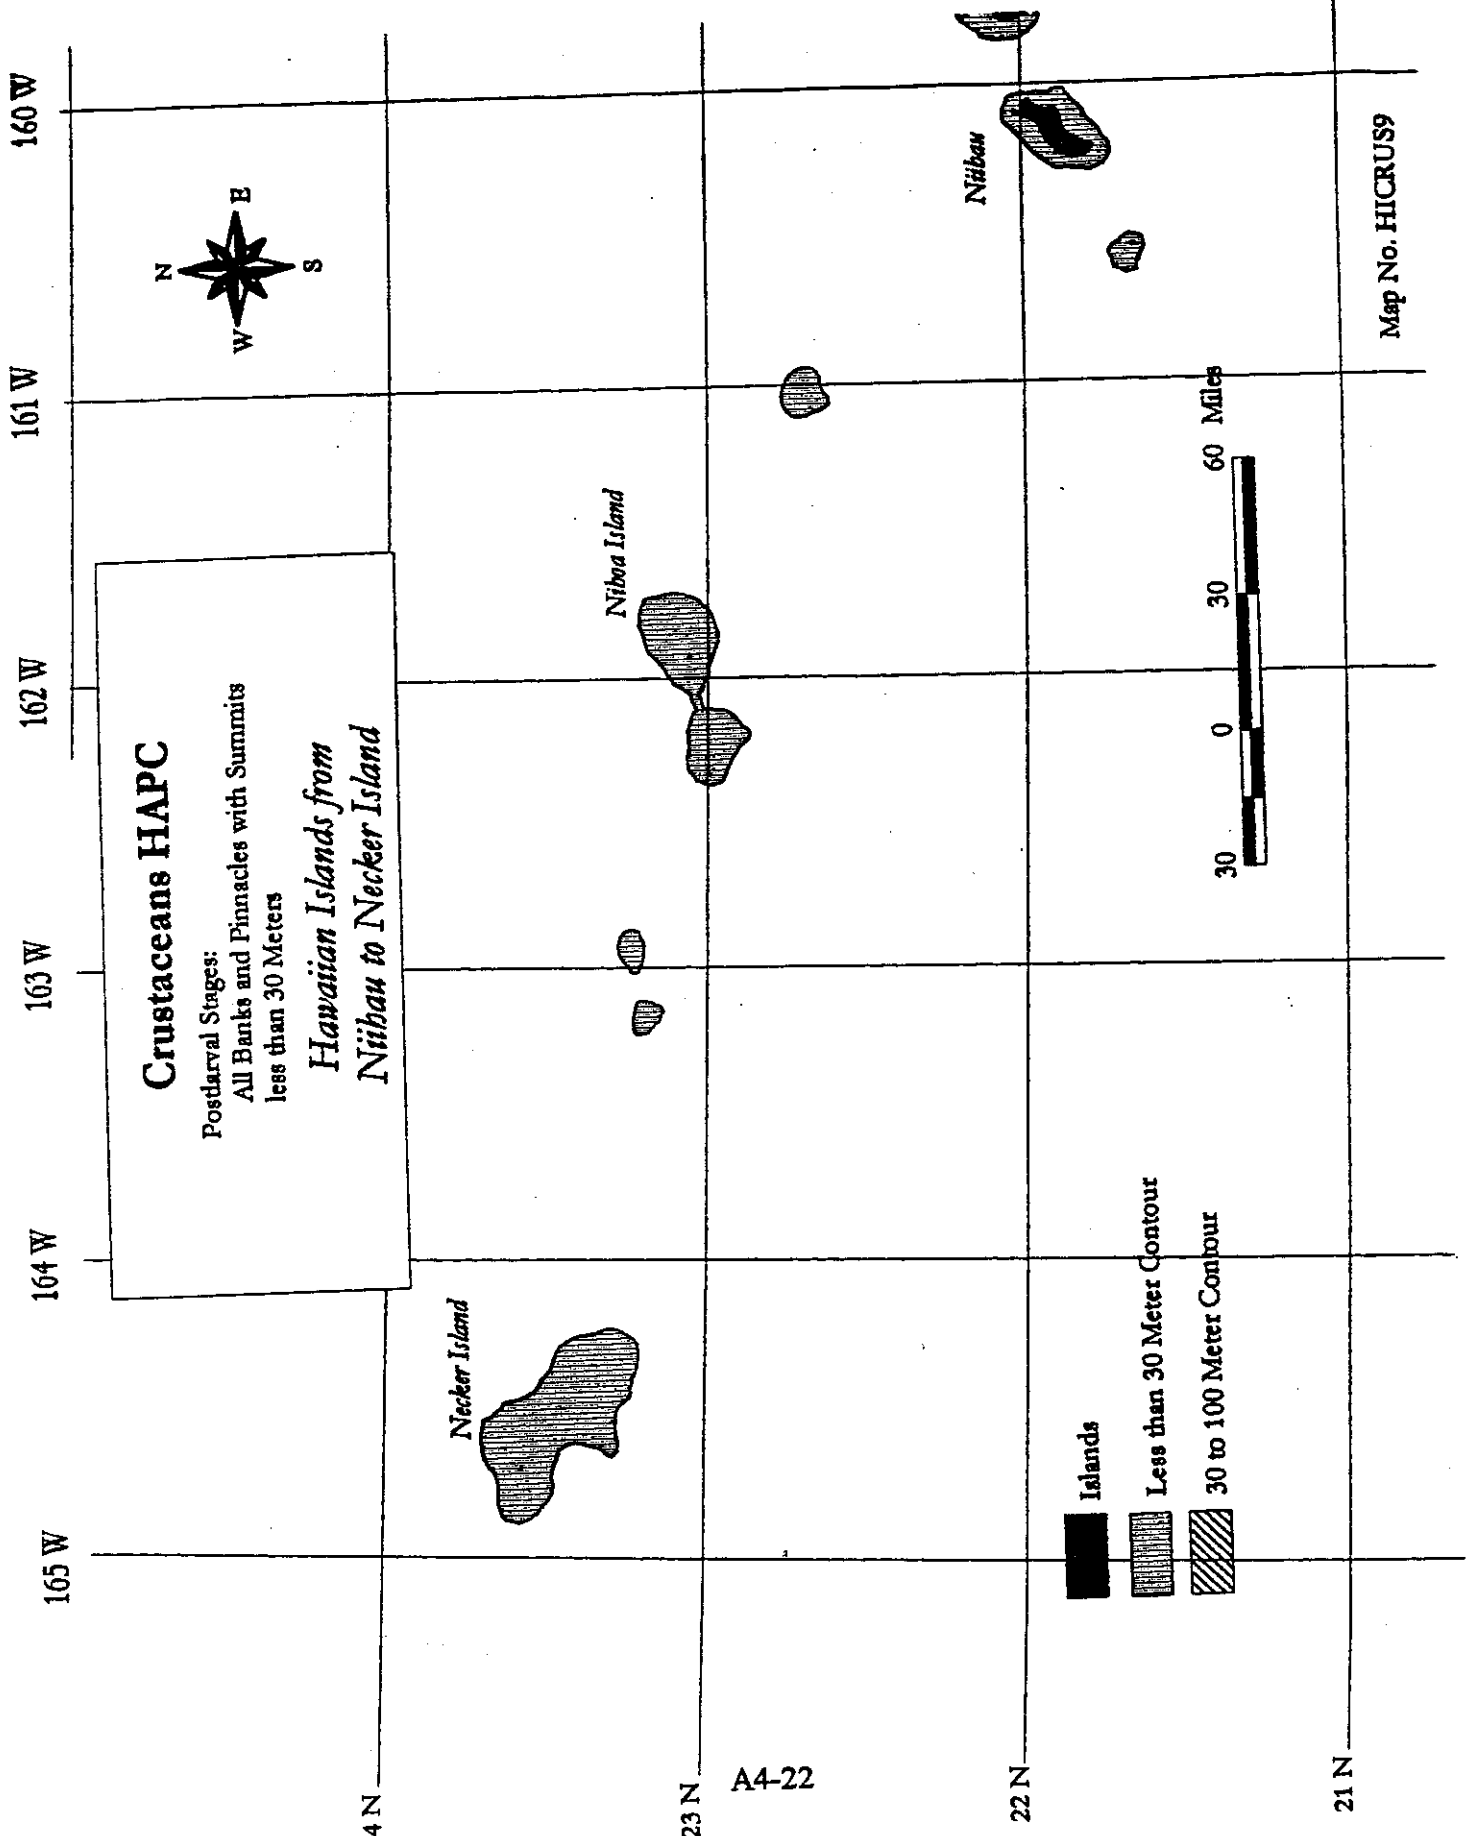 Crustaceans HAPC
Postlarval Stages:
All Banks and Pinnacles with Summits
less than 30 Meters
Hawaiian Islands from
Niihau to Necker Island
165 W
164 W
163 W
162 W
161 W
160 W
4 N
23 N
22 N
21 N
N
W
E
S
Necker Island
Nihoa Island
Niihau
Islands
Less than 30 Meter Contour
30 to 100 Meter Contour
30
0
30
60 Miles
Map No. HICRUS9
A4-22